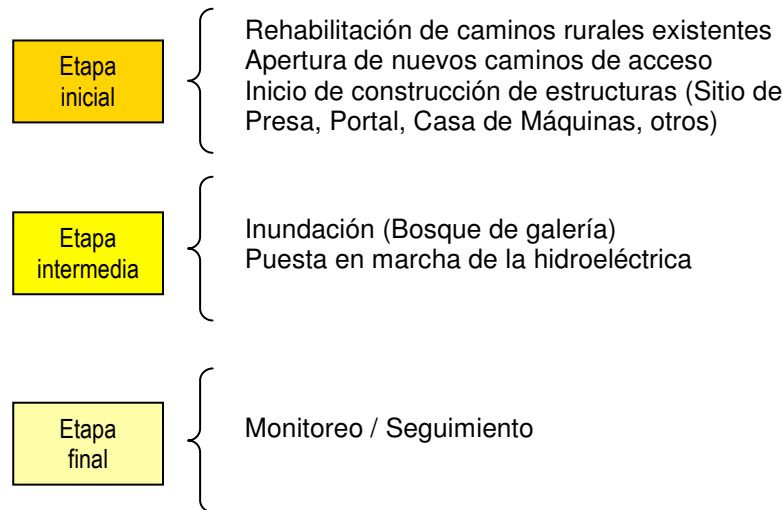 Etapa
inicial
Rehabilitación de caminos rurales existentes
Apertura de nuevos caminos de acceso
Inicio de construcción de estructuras (Sitio de
Presa, Portal, Casa de Máquinas, otros)
Etapa
intermedia
Inundación (Bosque de galería)
Puesta en marcha de la hidroeléctrica
Etapa
final
Monitoreo / Seguimiento